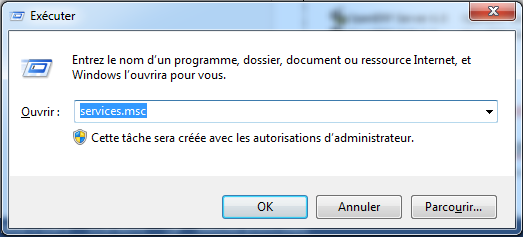 Exécuter
Entrez le nom d'un programme, dossier, document ou ressource Internet, et
Windows l'ouvrira pour vous.
Ouvrir : services.msc
Cette tâche sera créée avec les autorisations d'administrateur.
OK Annuler Parcourir...